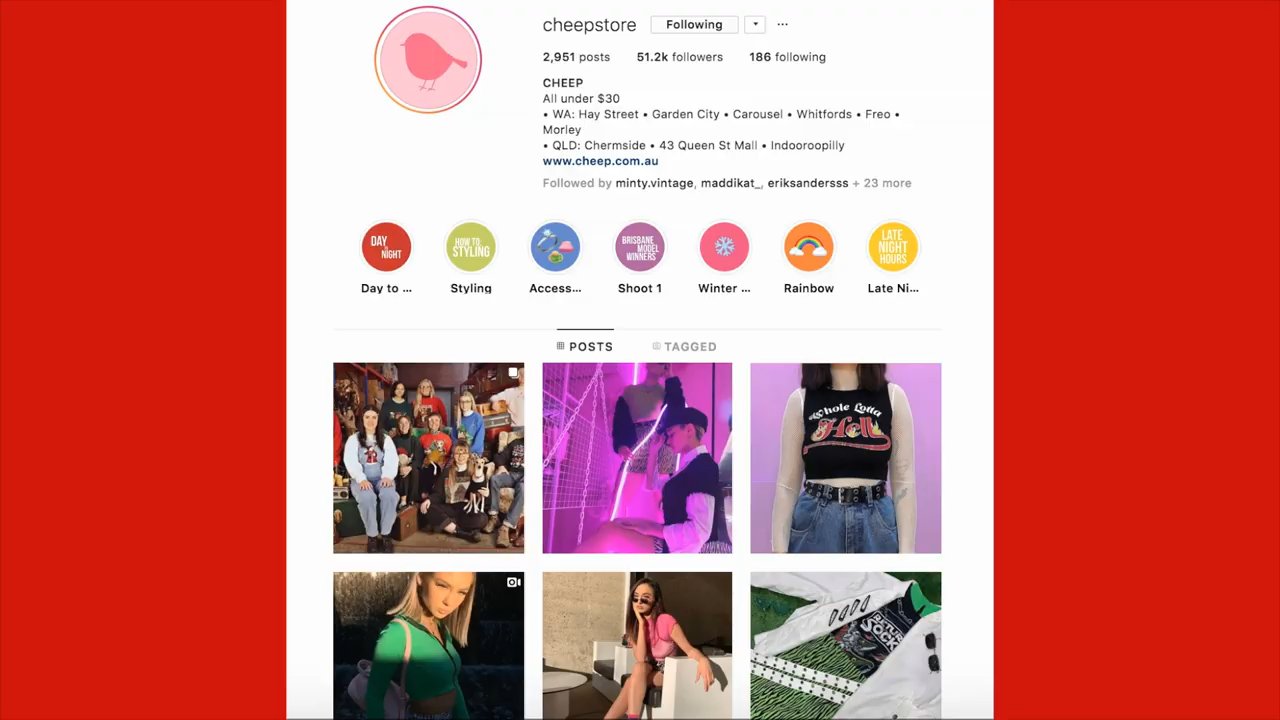 cheepstore Following ...
2,951 posts 51.2k followers 186 following
CHEEP
All under $30
• WA: Hay Street • Garden City • Carousel • Whitfords • Freo •
Morley
• QLD: Chermside • 43 Queen St Mall • Indooroopilly
www.cheep.com.au
Followed by minty.vintage, maddikat_, eriksandersss + 23 more
DAY
NIGHT
HOW TO
STYLING
BRISBANE
MODEL
WINNERS
LATE
NIGHT
HOURS
Day to ... Styling Access... Shoot 1 Winter ... Rainbow Late Ni...
POSTS TAGGED
Whole Lotta
Hell